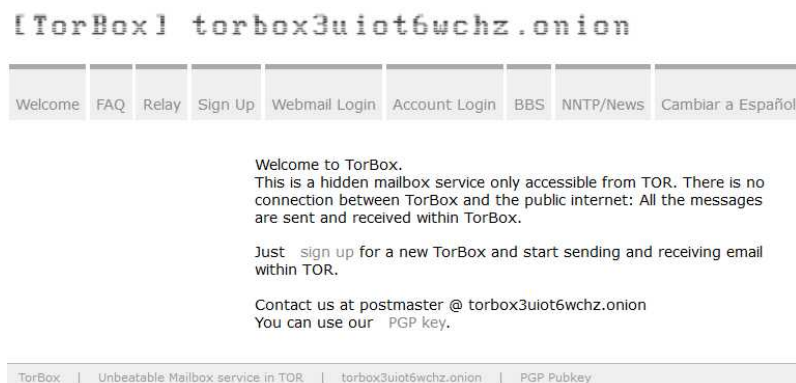 [TorBox] torbox3uiot6wchz.onion
Welcome FAQ Relay Sign Up Webmail Login Account Login BBS NNTP/News Cambiar a Español
Welcome to TorBox.
This is a hidden mailbox service only accessible from TOR. There is no
connection between TorBox and the public internet: All the messages
are sent and received within TorBox.
Just sign up for a new TorBox and start sending and receiving email
within TOR.
Contact us at postmaster @ torbox3uiot6wchz.onion
You can use our PGP key.
TorBox | Unbeatable Mailbox service in TOR | torbox3uiot6wchz.onion | PGP Pubkey